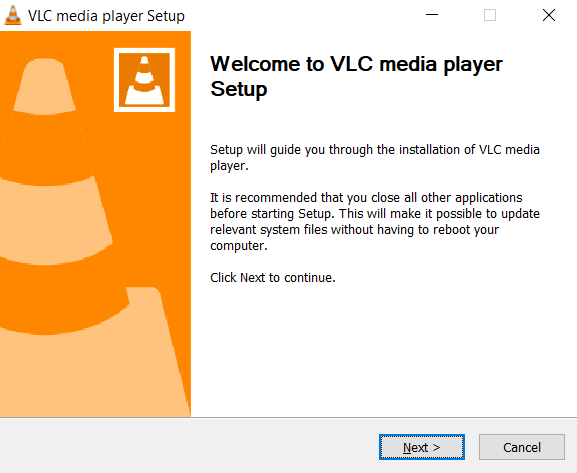 VLC media player Setup
Welcome to VLC media player
Setup
Setup will guide you through the installation of VLC media
player.
It is recommended that you close all other applications
before starting Setup. This will make it possible to update
relevant system files without having to reboot your
computer.
Click Next to continue.
Next >
Cancel